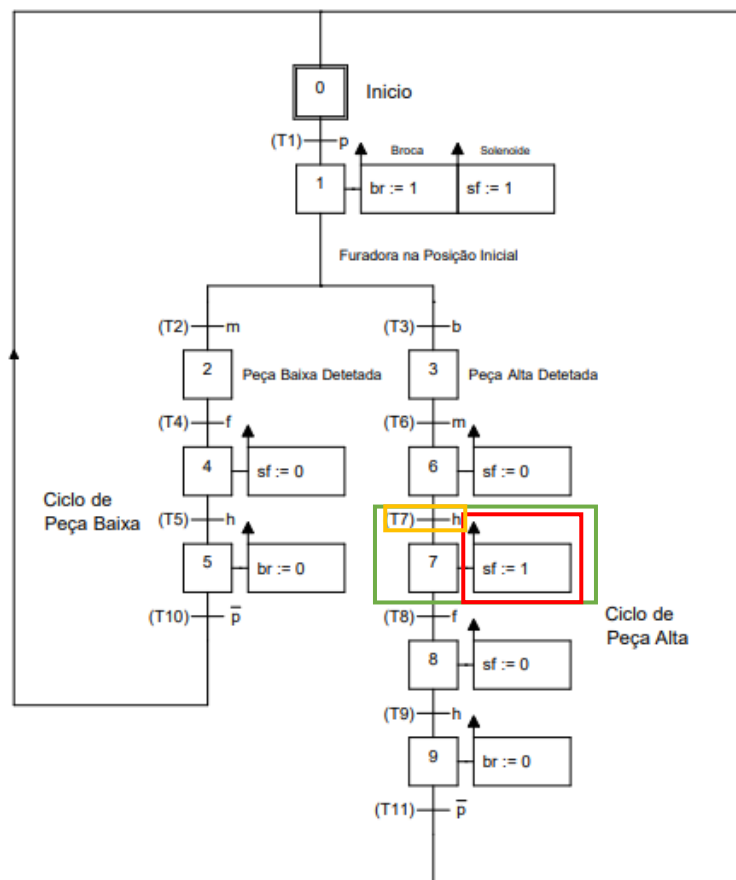 0
Inicio
(T1) p
Broca
Solenoide
1
br := 1
sf := 1
Furadora na Posição Inicial
(T2) m
(T3) b
2
Peça Baixa Detetada
3
Peça Alta Detetada
(T4) f
(T6) m
4
sf := 0
6
sf := 0
Ciclo de
Peça Baixa
(T5) h
(T7) h
5
br := 0
7
sf := 1
(T10) p̅
(T8) f
Ciclo de
Peça Alta
8
sf := 0
(T9) h
9
br := 0
(T11) p̅